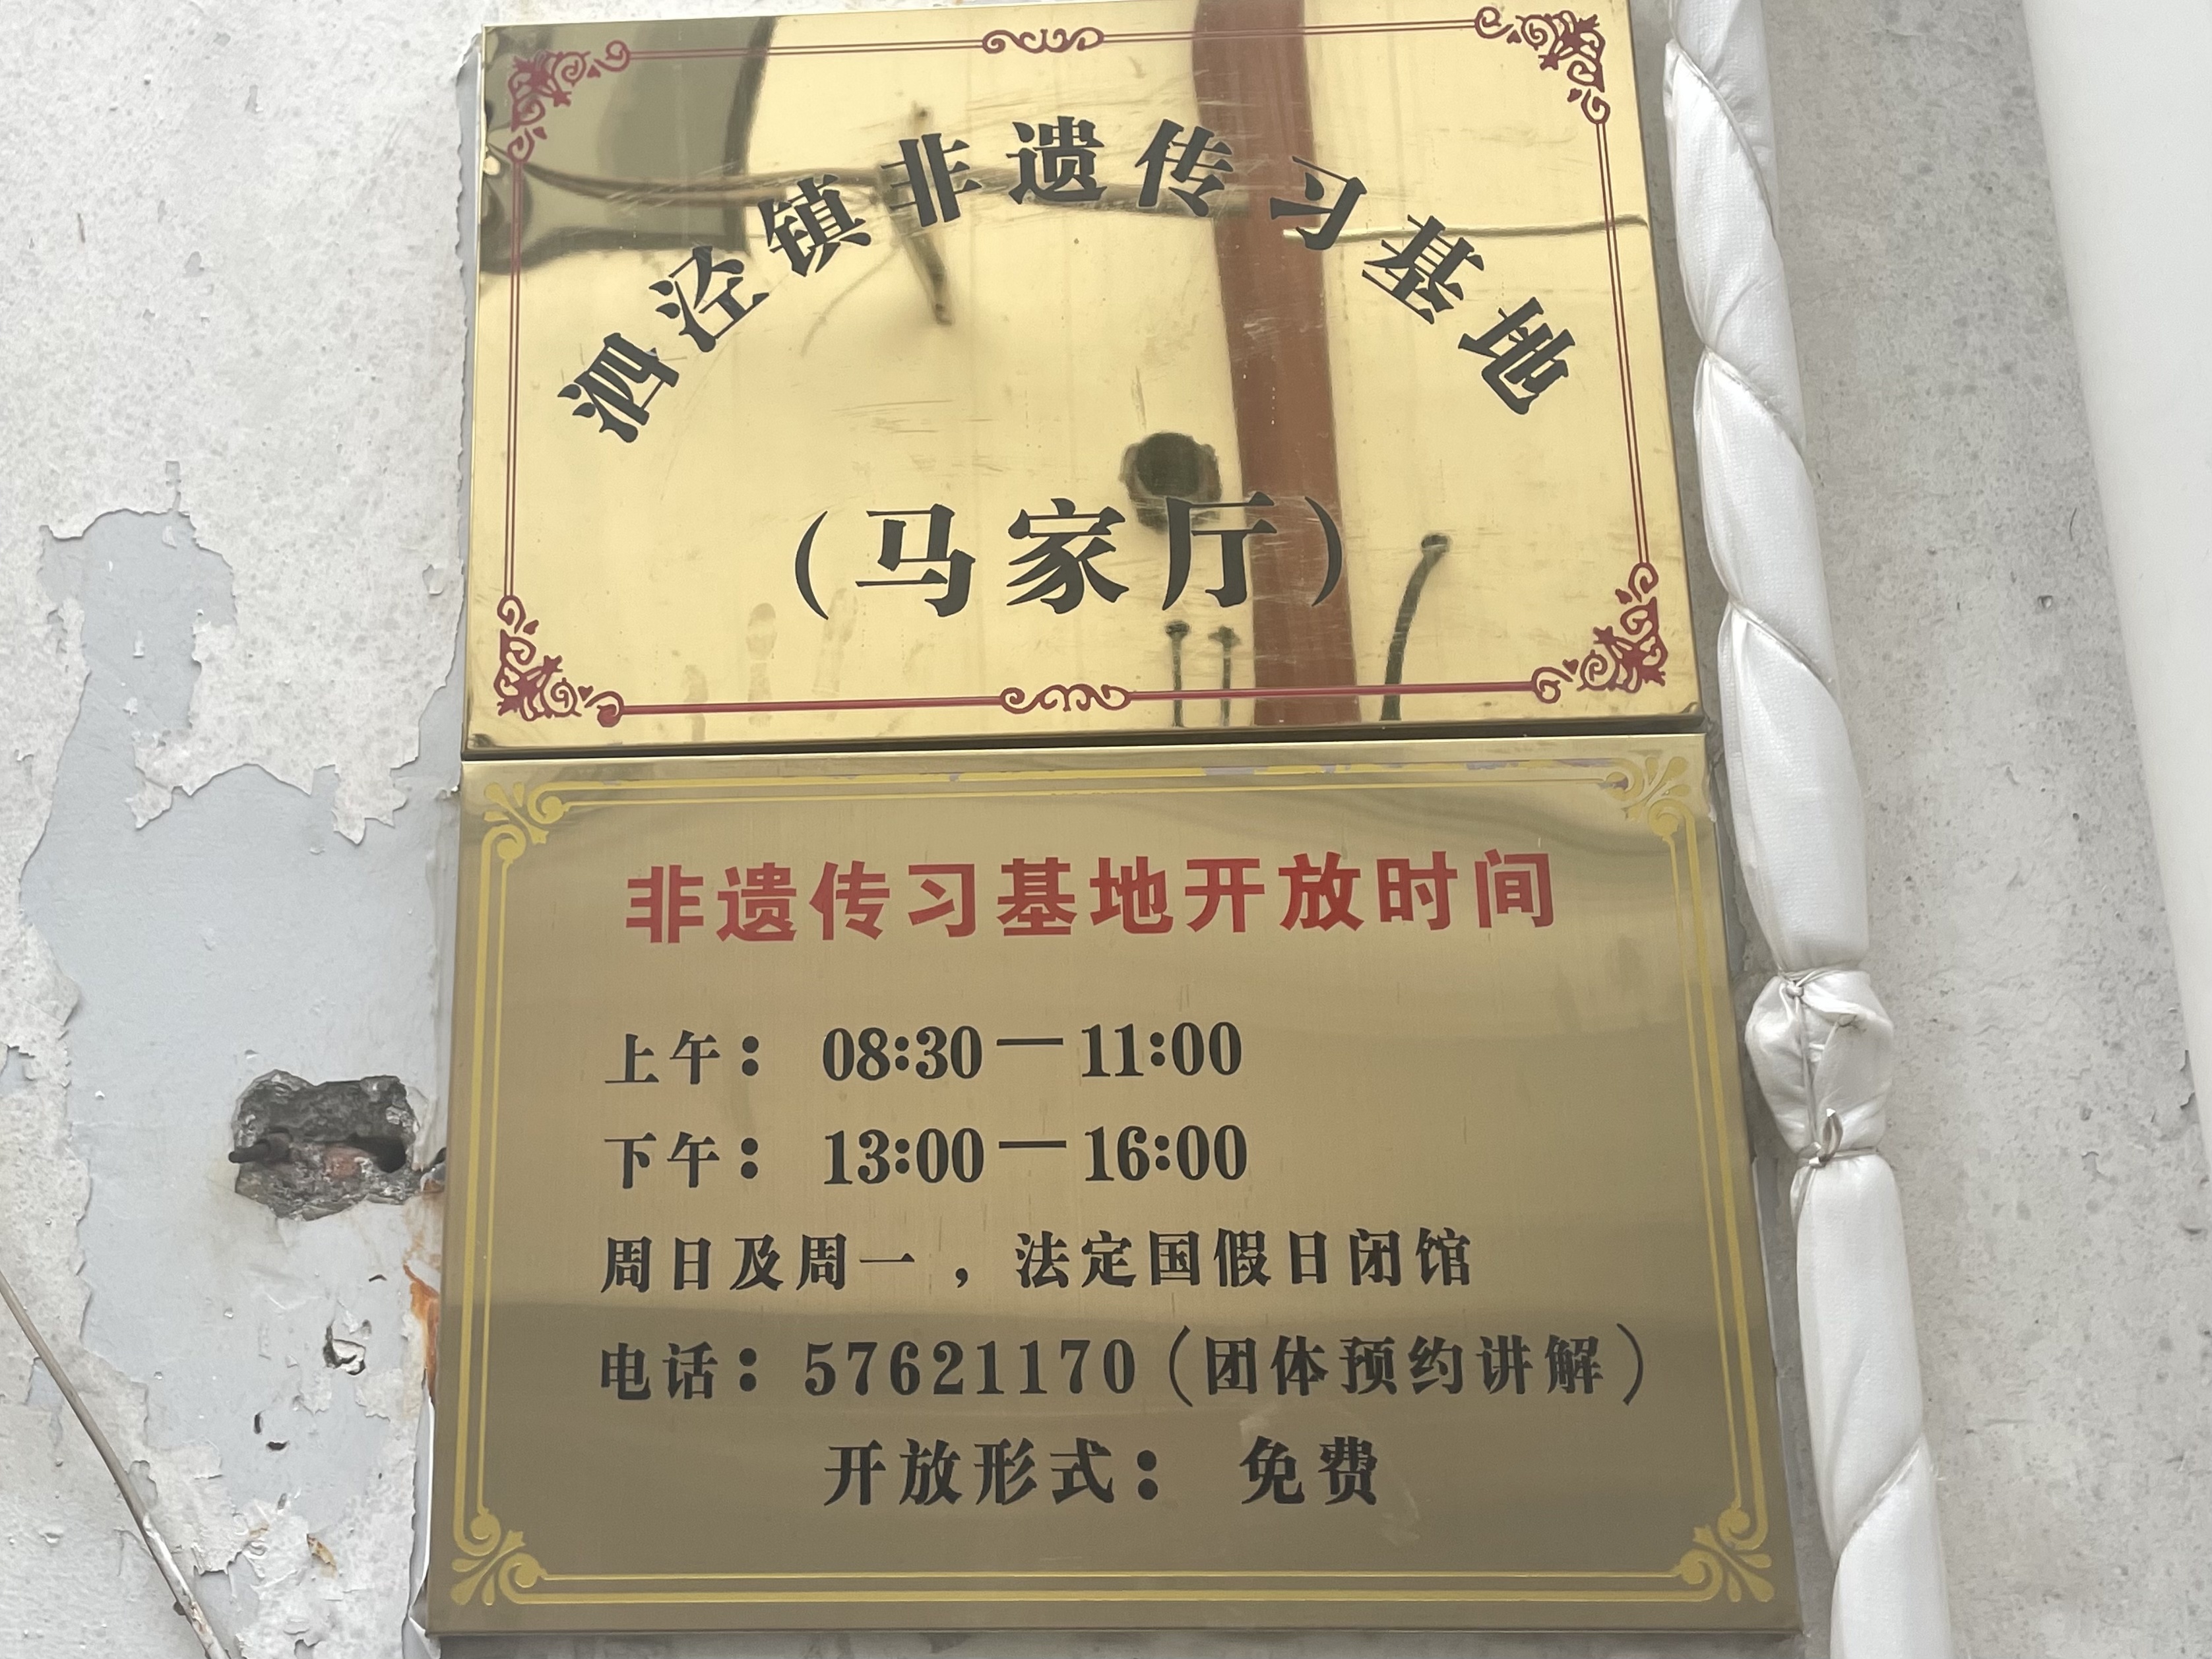 泗泾镇非遗传习基地
（马家厅）
非遗传习基地开放时间
上午： 08:30—11:00
下午： 13:00—16:00
周日及周一，法定国假日闭馆
电话：57621170（团体预约讲解）
开放形式： 免费